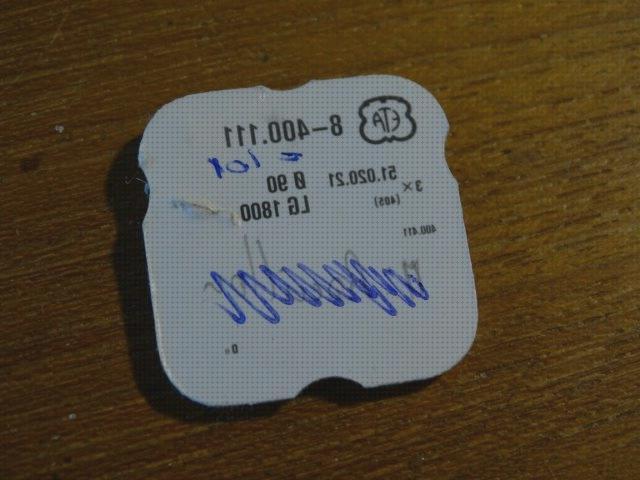 ETA 8-400.111
3× 51.020.21 Ø 90
(405) LG 1800
400.411